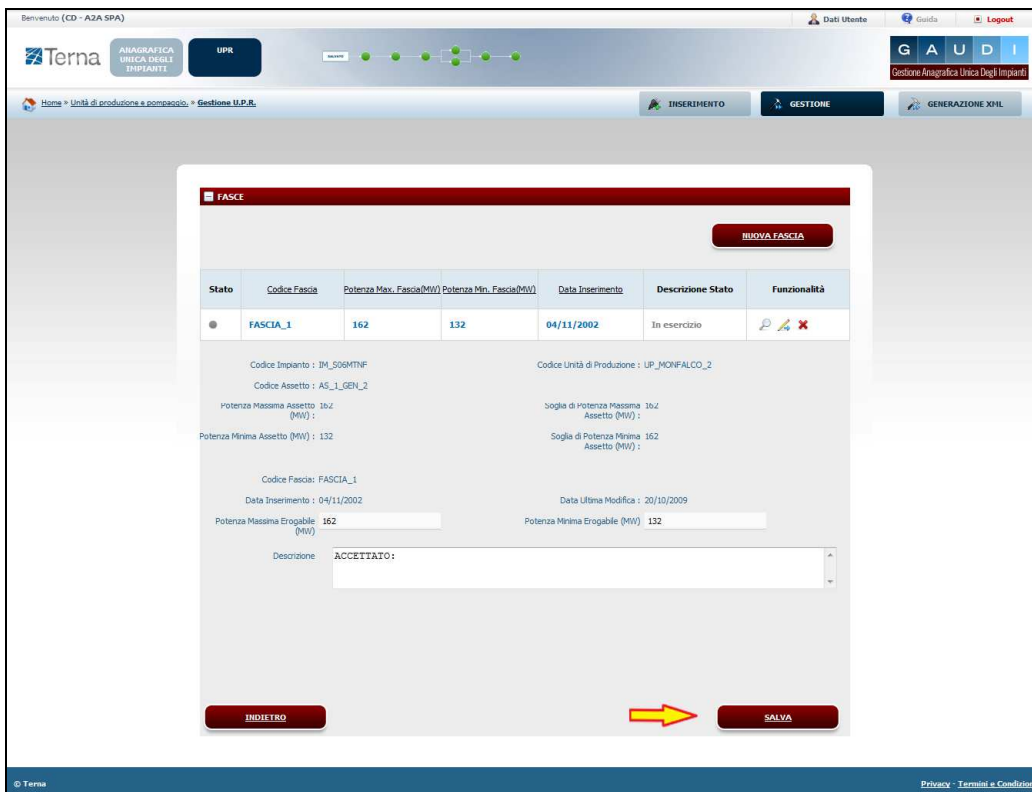 Benvenuto (CD - A2A SPA)
Dati Utente
Guida
Logout
Terna
ANAGRAFICA UNICA DEGLI IMPIANTI
UPR
SALIENTE
G A U D I
Gestione Anagrafica Unica Degli Impianti
Home » Unità di produzione e pompaggio. » Gestione U.P.R.
INSERIMENTO
GESTIONE
GENERAZIONE XML
FASCE
NUOVA FASCIA
Stato Codice Fascia Potenza Max. Fascia(MW) Potenza Min. Fascia(MW) Data Inserimento Descrizione Stato Funzionalità
FASCIA_1 162 132 04/11/2002 In esercizio
Codice Impianto : IM_S06MTNF Codice Unità di Produzione : UP_MONFALCO_2
Codice Assetto : AS_1_GEN_2
Potenza Massima Assetto (MW) : 162 Soglia di Potenza Massima Assetto (MW) : 162
Potenza Minima Assetto (MW) : 132 Soglia di Potenza Minima Assetto (MW) : 162
Codice Fascia: FASCIA_1
Data Inserimento : 04/11/2002 Data Ultima Modifica : 20/10/2009
Potenza Massima Erogabile (MW) 162 Potenza Minima Erogabile (MW) 132
Descrizione ACCETTATO:
INDIETRO
SALVA
© Terna
Privacy - Termini e Condizion